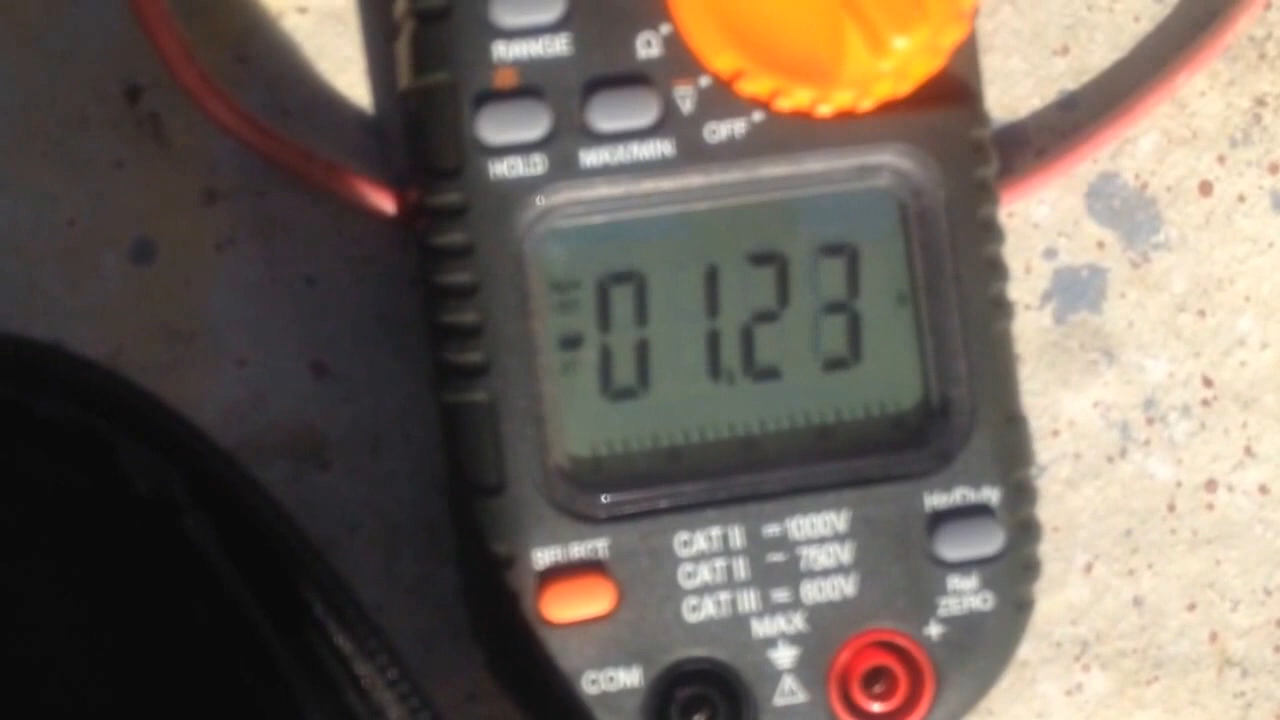 RANGE
Ω
HOLD
MAX/MIN
OFF
01.23
Hz/Duty
SELECT
CAT II ~1000V
CAT II ~ 750V
CAT III = 600V
Rel.
ZERO
MAX
+
COM